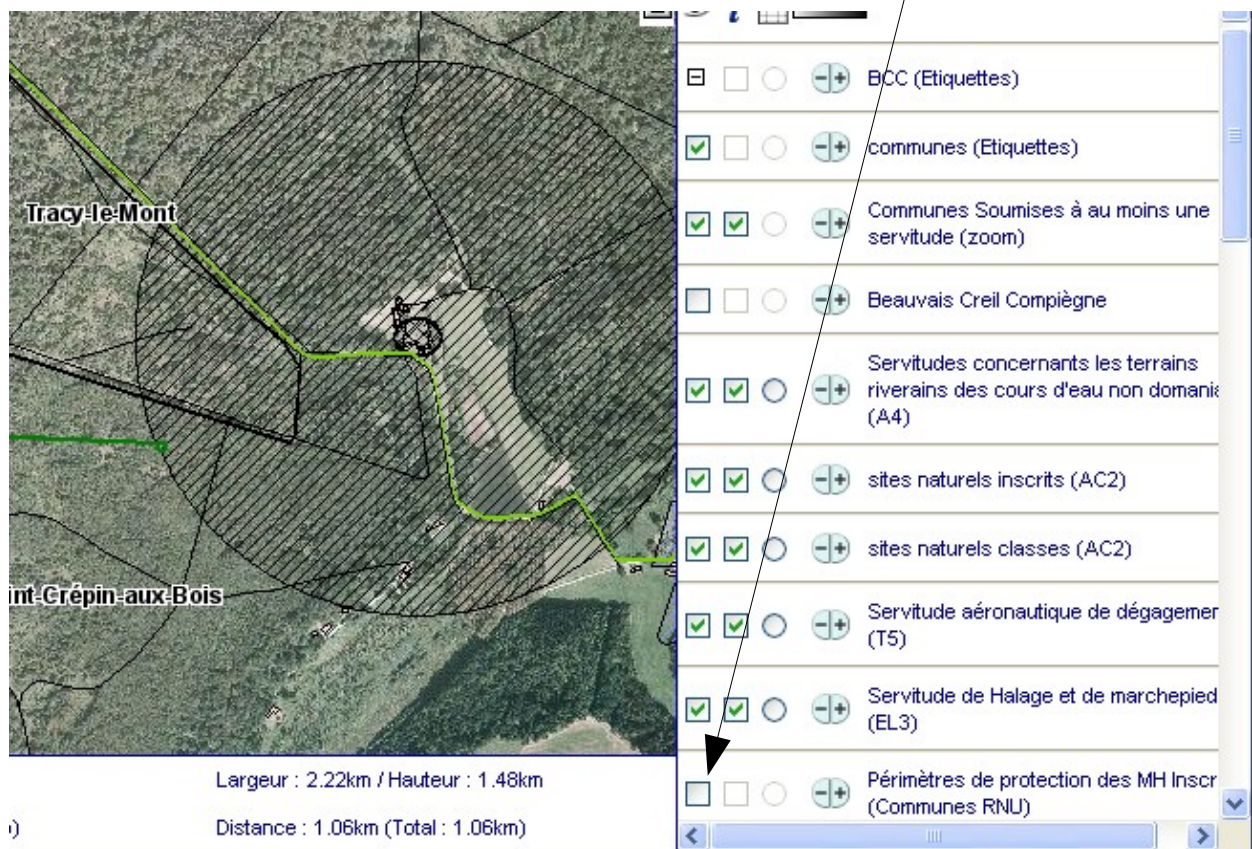 BCC (Etiquettes)
communes (Etiquettes)
Tracy-le-Mont
Communes Soumises à au moins une
servitude (zoom)
Beauvais Creil Compiègne
Servitudes concernants les terrains
riverains des cours d'eau non domania
(A4)
sites naturels inscrits (AC2)
sites naturels classes (AC2)
int-Crépin-aux-Bois
Servitude aéronautique de dégagemer
(T5)
Servitude de Halage et de marchepied
(EL3)
Largeur : 2.22km / Hauteur : 1.48km
Périmètres de protection des MH Inscr
(Communes RNU)
Distance : 1.06km (Total : 1.06km)